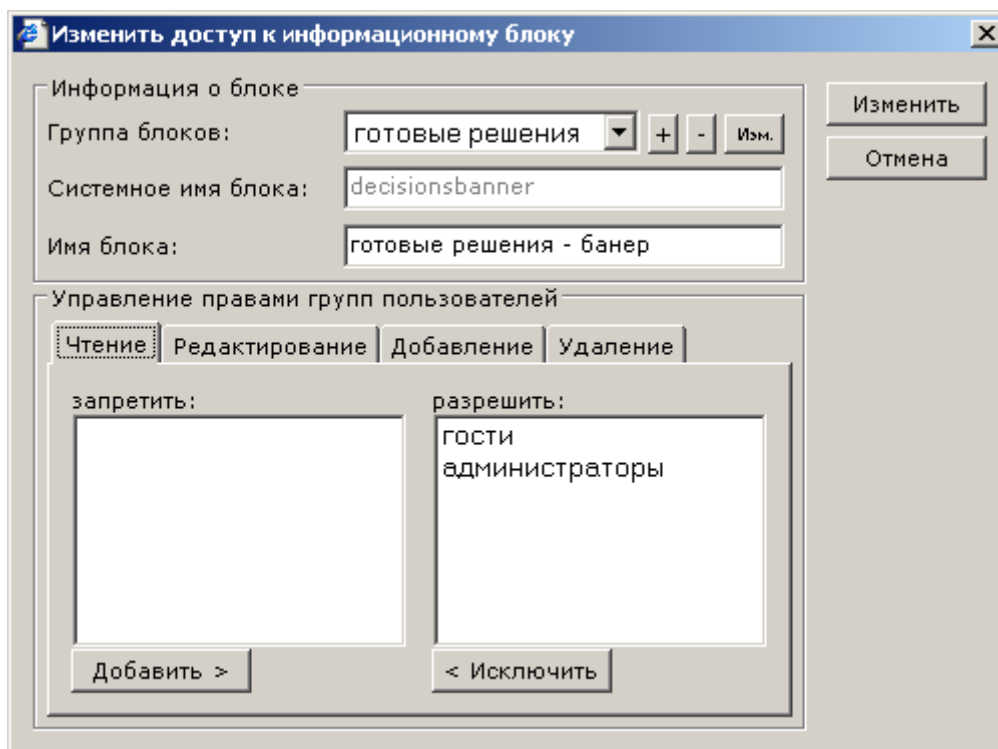 Изменить доступ к информационному блоку
Информация о блоке
Группа блоков: готовые решения + - Изм.
Системное имя блока: decisionsbanner
Имя блока: готовые решения - банер
Изменить
Отмена
Управление правами групп пользователей
Чтение Редактирование Добавление Удаление
запретить: разрешить:
гости
администраторы
Добавить > < Исключить